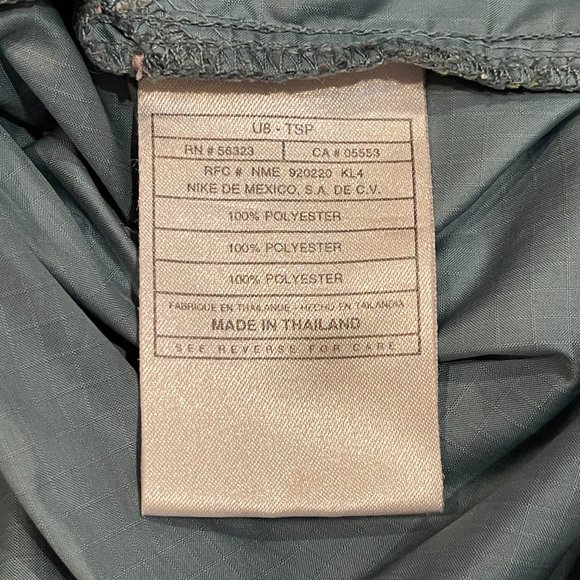 U6 - TSP
RN # 56323 CA # 05553
RFC # NME 920220 KL4
NIKE DE MEXICO, S.A. DE C.V.
100% POLYESTER
100% POLYESTER
100% POLYESTER
FABRIQUE EN THAILANDE - HECHO EN TAILANDIA
MADE IN THAILAND
SEE REVERSE FOR CARE